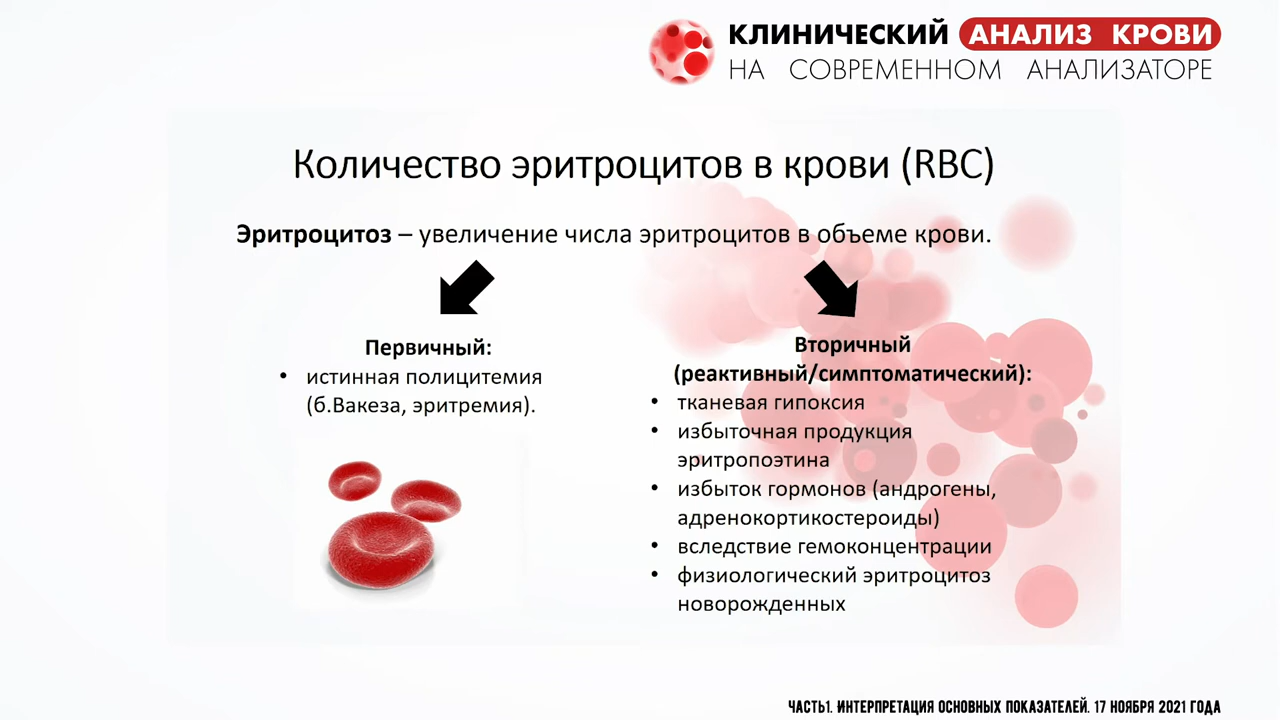 КЛИНИЧЕСКИЙ АНАЛИЗ КРОВИ
НА СОВРЕМЕННОМ АНАЛИЗАТОРЕ
Количество эритроцитов в крови (RBC)
Эритроцитоз – увеличение числа эритроцитов в объеме крови.
Первичный:
• истинная полицитемия
(б.Вакеза, эритремия).
Вторичный
(реактивный/симптоматический):
• тканевая гипоксия
• избыточная продукция
эритропоэтина
• избыток гормонов (андрогены,
адренокортикостероиды)
• вследствие гемоконцентрации
• физиологический эритроцитоз
новорожденных
ЧАСТЬ1. ИНТЕРПРЕТАЦИЯ ОСНОВНЫХ ПОКАЗАТЕЛЕЙ. 17 НОЯБРЯ 2021 ГОДА